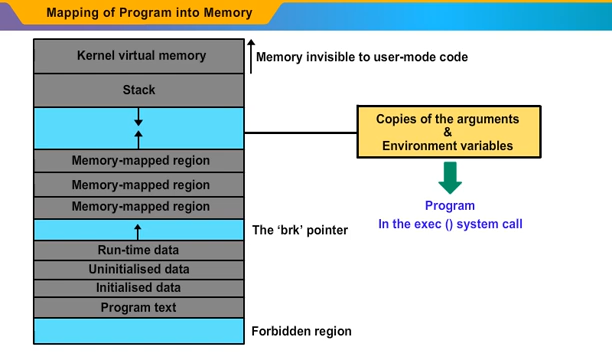 Mapping of Program into Memory
Kernel virtual memory
Memory invisible to user-mode code
Stack
Copies of the arguments
&
Environment variables
Memory-mapped region
Memory-mapped region
Memory-mapped region
Program
In the exec () system call
The ‘brk’ pointer
Run-time data
Uninitialised data
Initialised data
Program text
Forbidden region